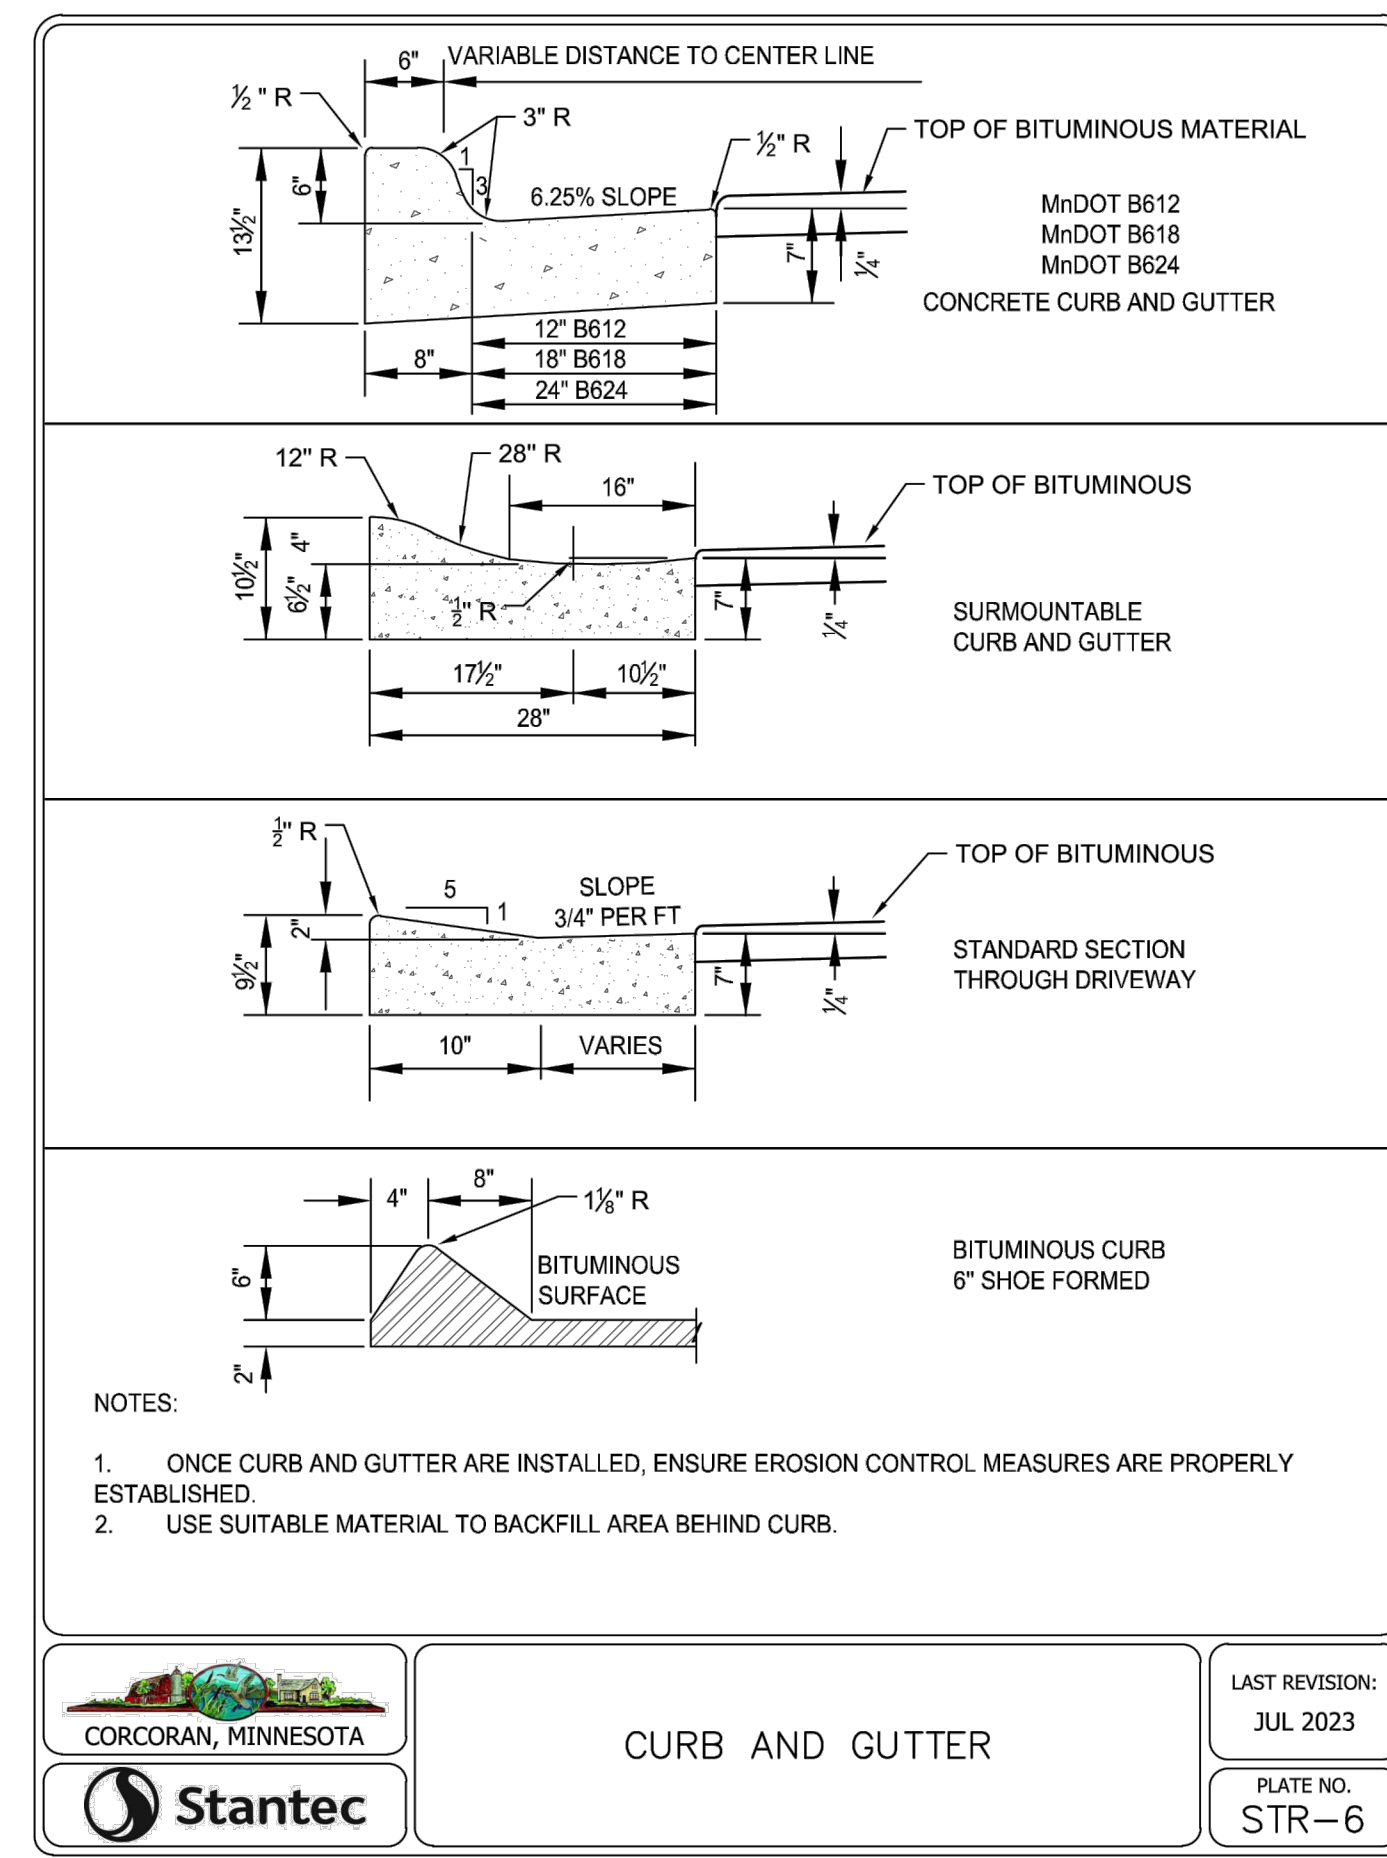 6" VARIABLE DISTANCE TO CENTER LINE
½ " R
3" R
½" R
TOP OF BITUMINOUS MATERIAL
1
3
6"
13½"
6.25% SLOPE
7"
¼"
MnDOT B612
MnDOT B618
MnDOT B624
CONCRETE CURB AND GUTTER
12" B612
8"
18" B618
24" B624
12" R
28" R
16"
TOP OF BITUMINOUS
10½"
4"
6½"
½" R
7"
¼"
SURMOUNTABLE
CURB AND GUTTER
17½"
10½"
28"
½" R
TOP OF BITUMINOUS
5
1
SLOPE
3/4" PER FT
2"
9½"
7"
¼"
STANDARD SECTION
THROUGH DRIVEWAY
10"
VARIES
4"
8"
1⅛" R
6"
2"
BITUMINOUS
SURFACE
BITUMINOUS CURB
6" SHOE FORMED
NOTES:
1. ONCE CURB AND GUTTER ARE INSTALLED, ENSURE EROSION CONTROL MEASURES ARE PROPERLY
ESTABLISHED.
2. USE SUITABLE MATERIAL TO BACKFILL AREA BEHIND CURB.
CORCORAN, MINNESOTA
Stantec
CURB AND GUTTER
LAST REVISION:
JUL 2023
PLATE NO.
STR-6